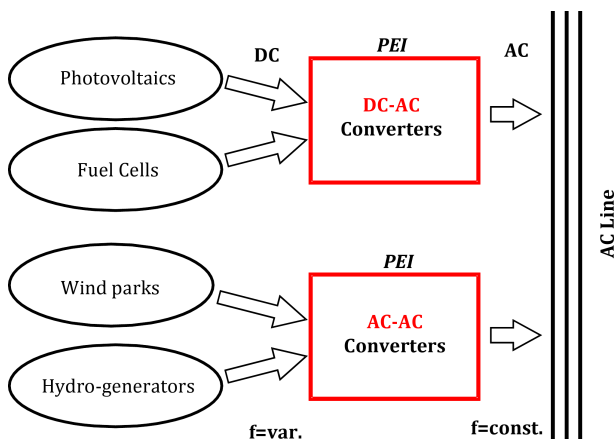 DC
PEI
AC
Photovoltaics
DC-AC
Converters
Fuel Cells
AC Line
PEI
Wind parks
AC-AC
Converters
Hydro-generators
f=var.
f=const.